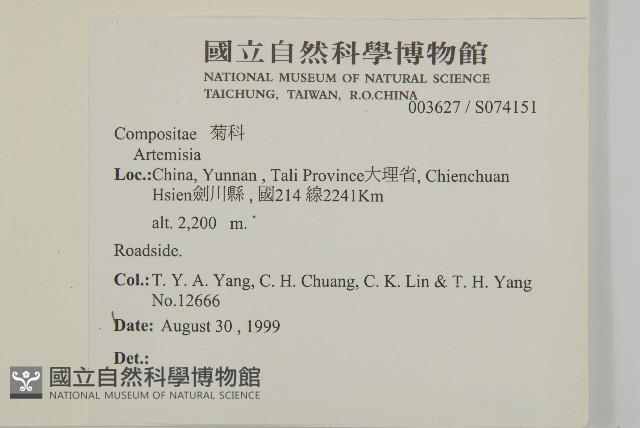 國立自然科學博物館
NATIONAL MUSEUM OF NATURAL SCIENCE
TAICHUNG, TAIWAN, R.O.CHINA
003627 / S074151
Compositae 菊科
Artemisia
Loc.:China, Yunnan , Tali Province大理省, Chienchuan
Hsien劍川縣 , 國214 線2241Km
alt. 2,200 m.
Roadside.
Col.: T. Y. A. Yang, C. H. Chuang, C. K. Lin & T. H. Yang
No.12666
Date: August 30 , 1999
Det.:
國立自然科學博物館
NATIONAL MUSEUM OF NATURAL SCIENCE